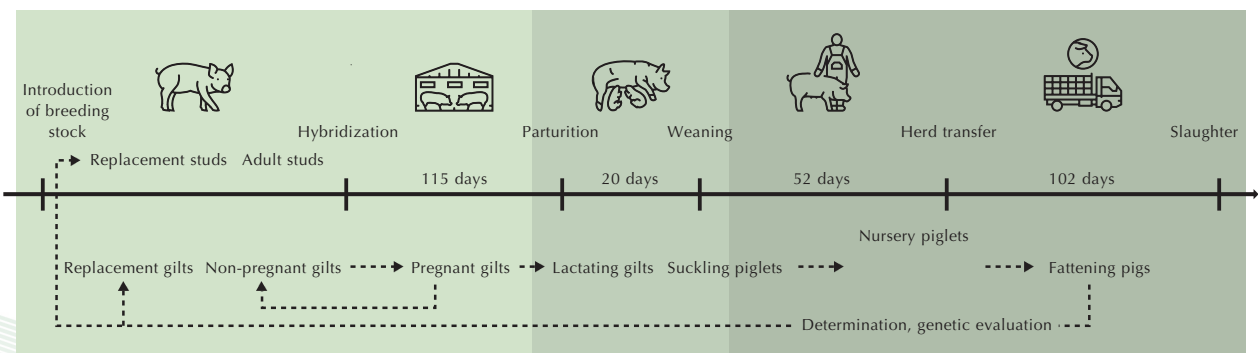 Introduction
of breeding
stock
Hybridization
Parturition
Weaning
Herd transfer
Slaughter
Replacement studs
Adult studs
115 days
20 days
52 days
102 days
Nursery piglets
Replacement gilts
Non-pregnant gilts
Pregnant gilts
Lactating gilts
Suckling piglets
Fattening pigs
Determination, genetic evaluation